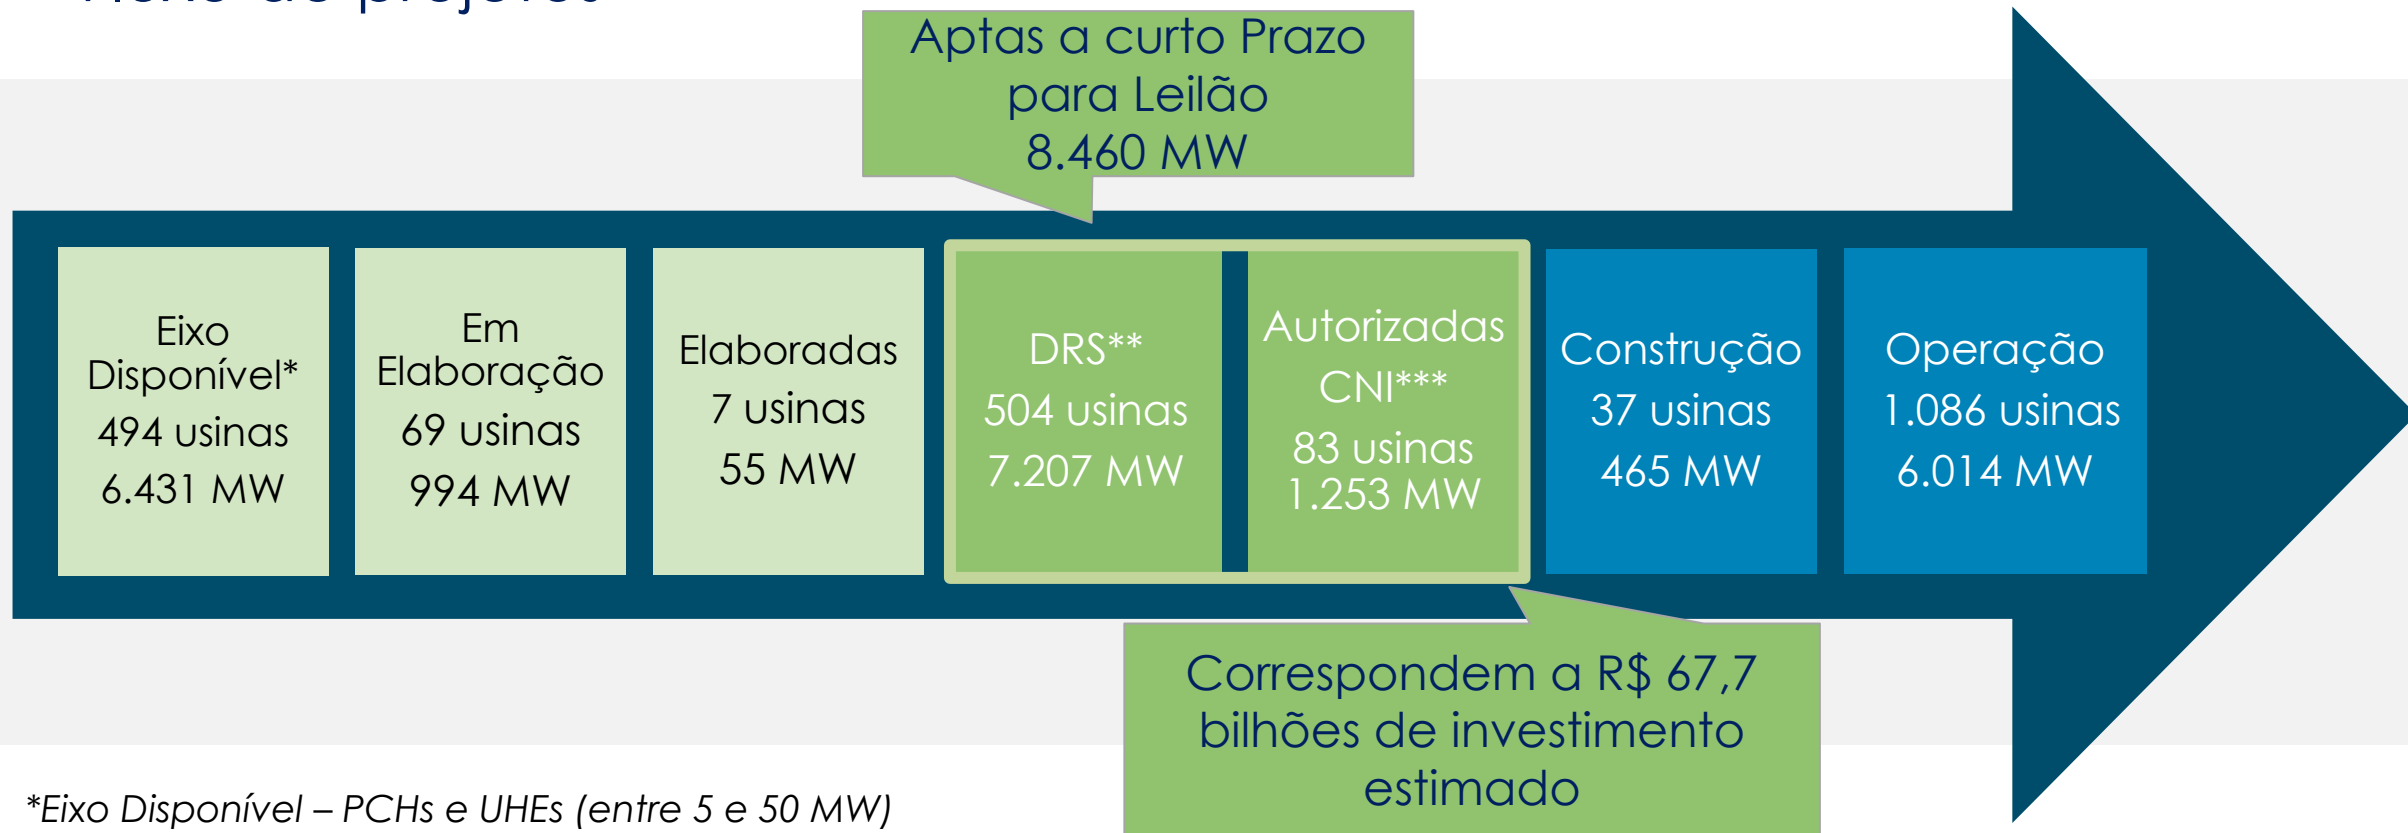 de projetos
Aptas a curto Prazo
para Leilão
8.460 MW
Eixo
Disponível*
494 usinas
6.431 MW
Em
Elaboração
69 usinas
994 MW
Elaboradas
7 usinas
55 MW
DRS**
504 usinas
7.207 MW
Autorizadas
CNI***
83 usinas
1.253 MW
Construção
37 usinas
465 MW
Operação
1.086 usinas
6.014 MW
Correspondem a R$ 67,7
bilhões de investimento
estimado
*Eixo Disponível – PCHs e UHEs (entre 5 e 50 MW)